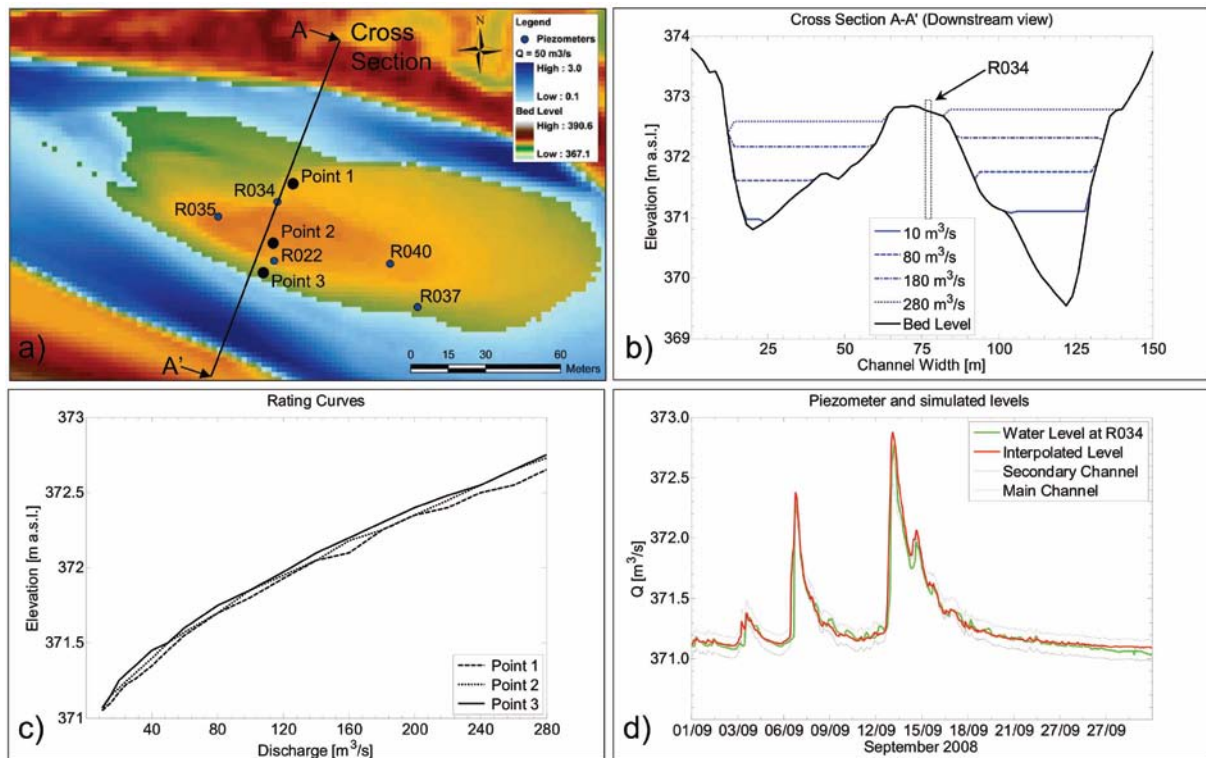 A
Cross
Section
N
Legend
Piezometers
Q = 50 m3/s
High : 3.0
Low : 0.1
Bed Level
High : 390.6
Low : 367.1
Point 1
R034
R035
Point 2
R022
R040
Point 3
R037
A'
0 15 30 60
Meters
a)
Cross Section A-A' (Downstream view)
R034
Elevation [m a.s.l.]
374
373
372
371
370
369
10 m³/s
80 m³/s
180 m³/s
280 m³/s
Bed Level
25 50 75 100 125 150
Channel Width [m]
b)
Rating Curves
Elevation [m a.s.l.]
373
372.5
372
371.5
371
Point 1
Point 2
Point 3
40 80 120 160 200 240 280
Discharge [m³/s]
c)
Piezometer and simulated levels
Q [m³/s]
373.0
372.5
372.0
371.5
371.0
Water Level at R034
Interpolated Level
Secondary Channel
Main Channel
01/09 03/09 06/09 09/09 12/09 15/09 18/09 21/09 27/09 27/09
September 2008
d)